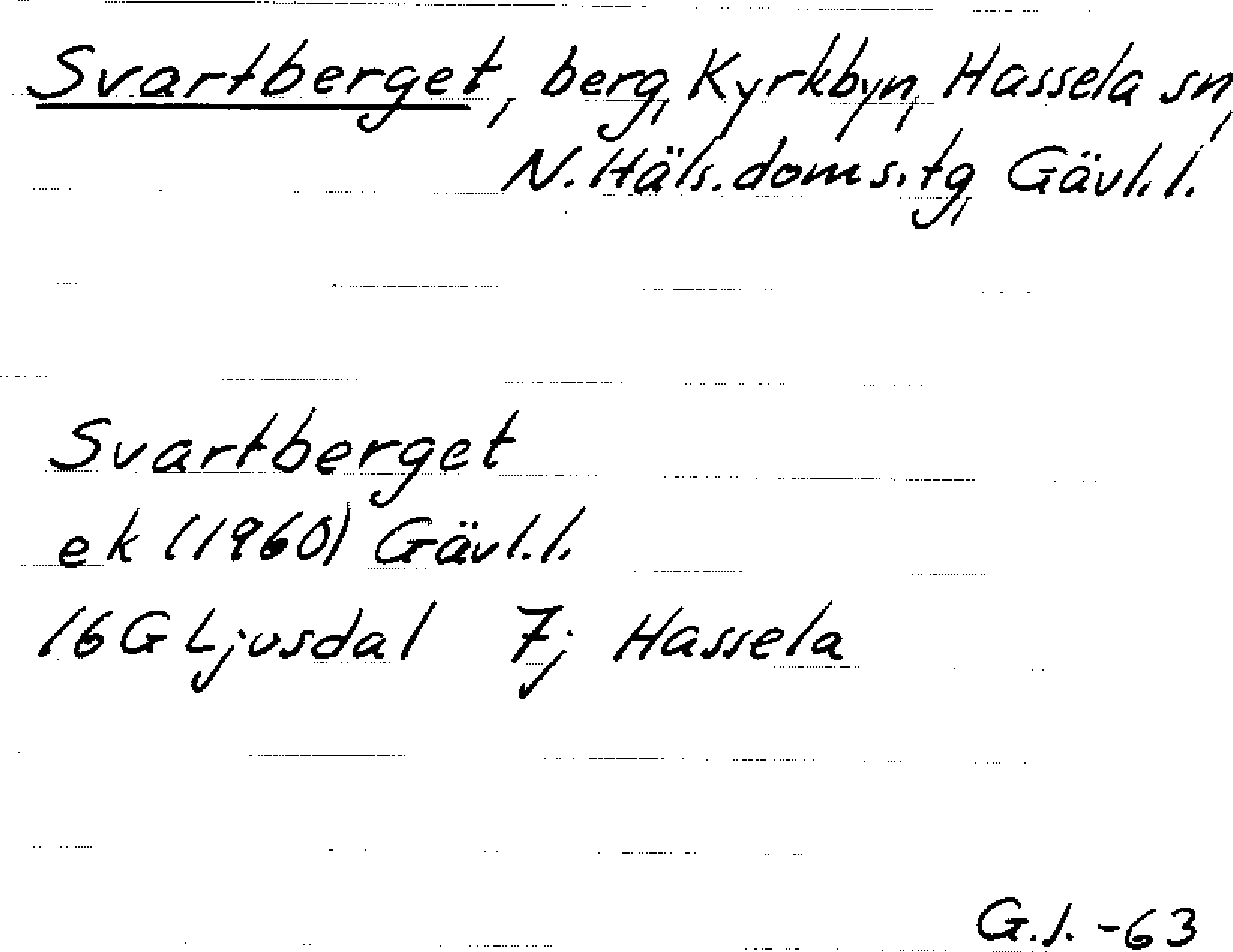 Svartberget, berg, Kyrkbyn, Hassela sn,
N. Häls. doms. tg, Gävl. l.
Svartberget
ek (1960) Gävl. l.
16G Ljusdal 7j Hassela
G.J. -63